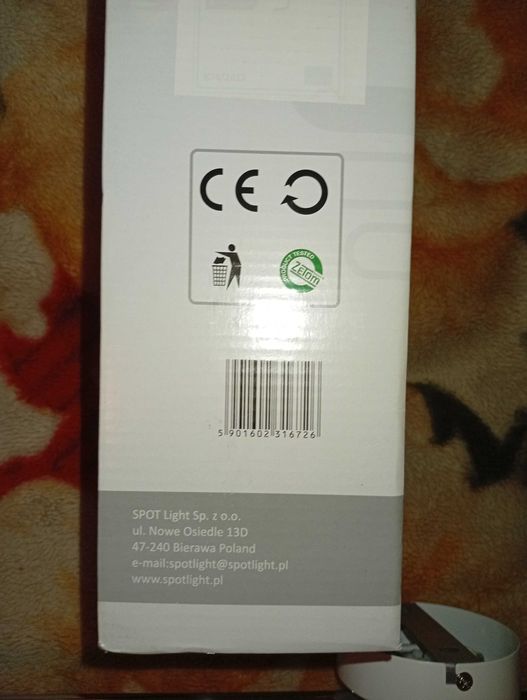 CE
PRODUCT TESTED
ZETOM
5 901602 316726
SPOT Light Sp. z o.o.
ul. Nowe Osiedle 13D
47-240 Bierawa Poland
e-mail:spotlight@spotlight.pl
www.spotlight.pl